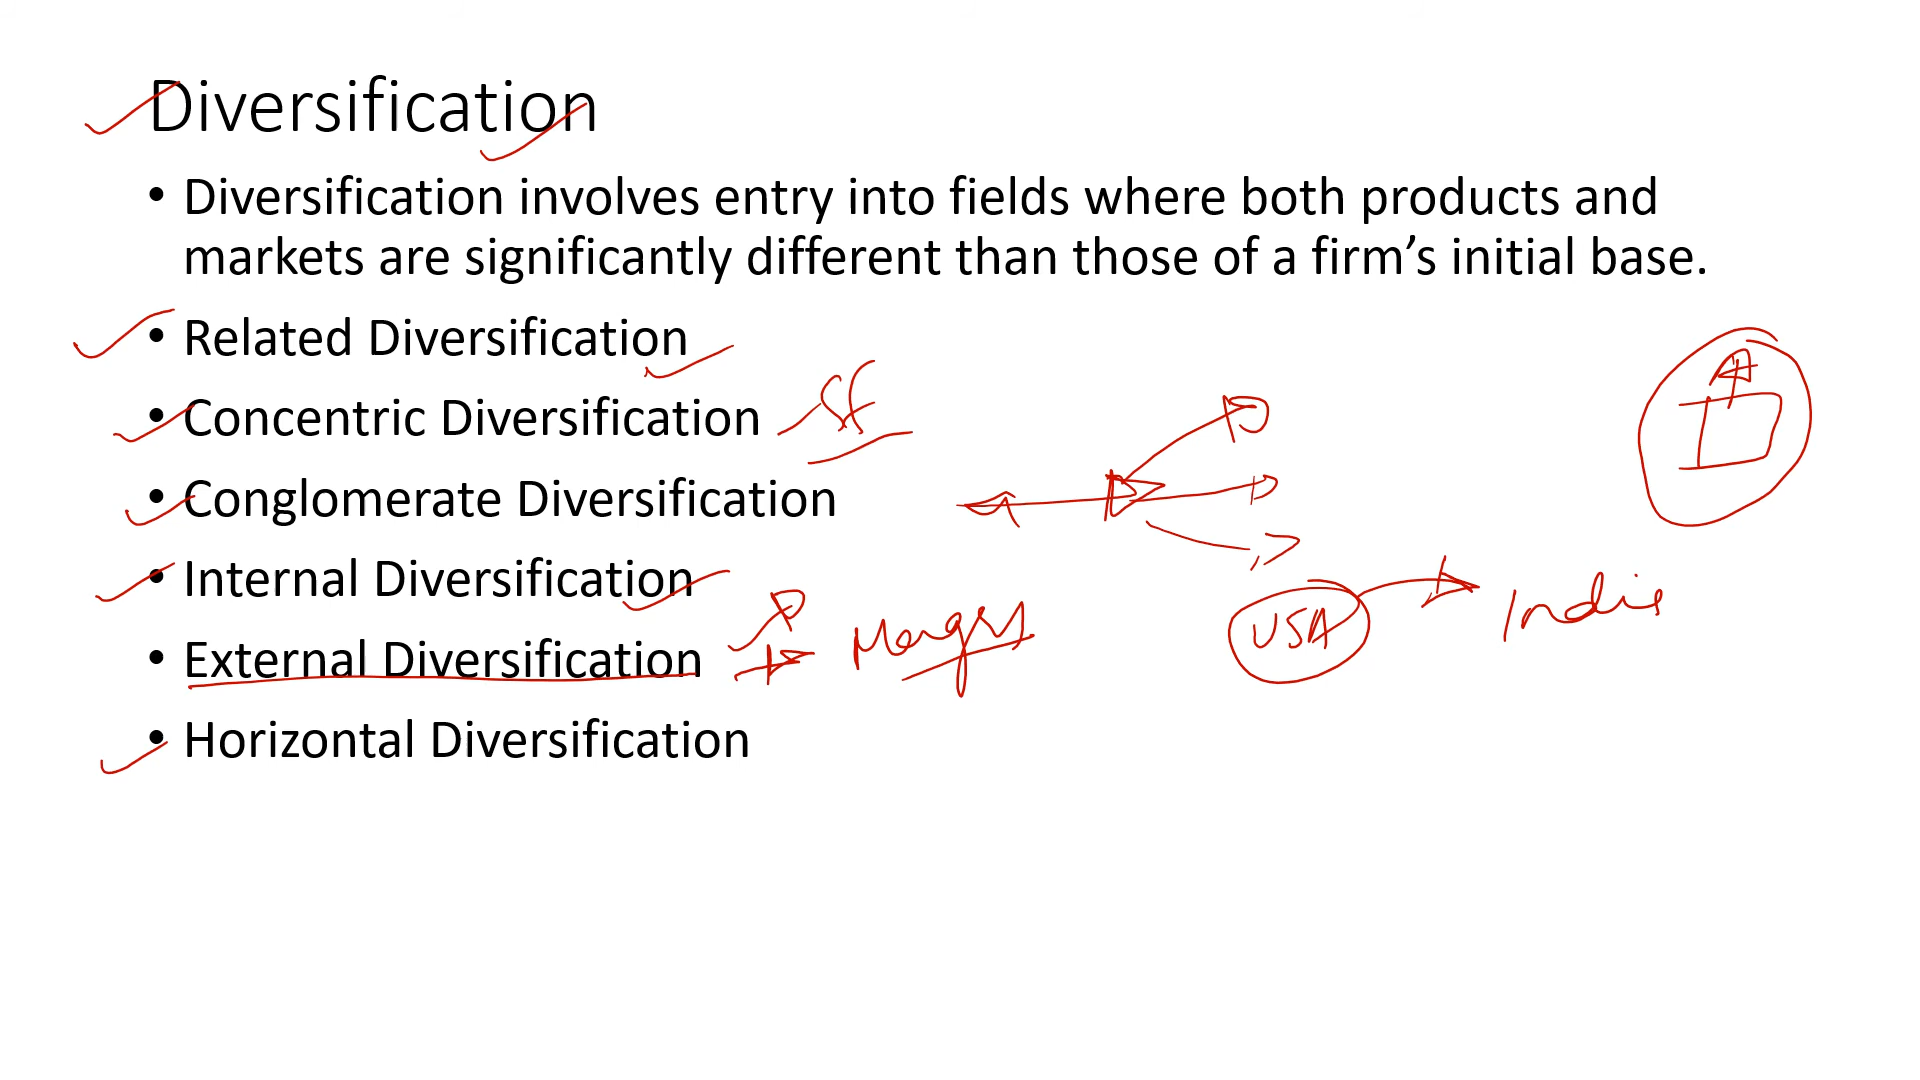 Diversification
• Diversification involves entry into fields where both products and
markets are significantly different than those of a firm’s initial base.
• Related Diversification
• Concentric Diversification
• Conglomerate Diversification
• Internal Diversification
• External Diversification
• Horizontal Diversification
USA